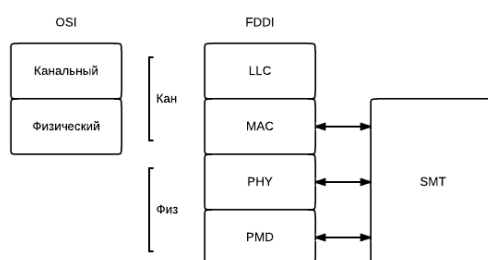 OSI
FDDI
Канальный
Физический
Кан
Физ
LLC
MAC
PHY
PMD
SMT